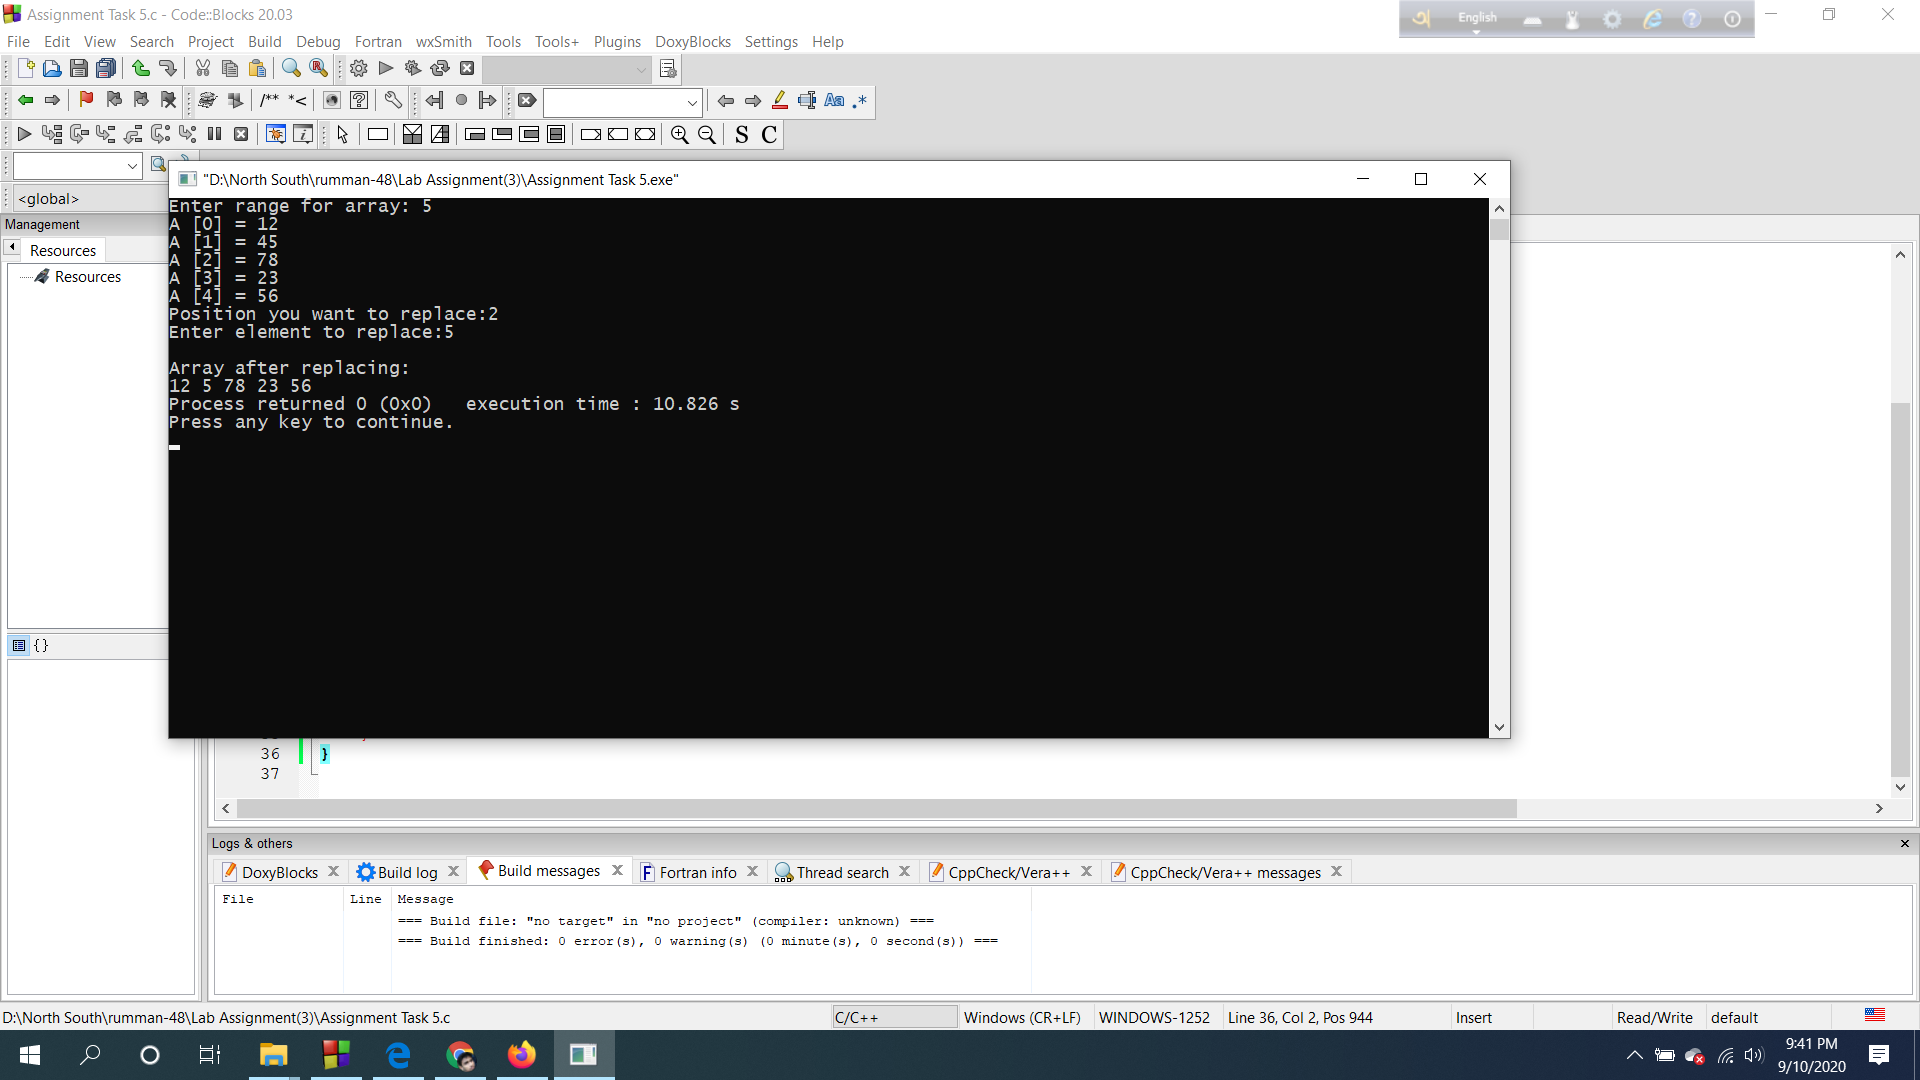 Assignment Task 5.c - Code::Blocks 20.03
English
File Edit View Search Project Build Debug Fortran wxSmith Tools Tools+ Plugins DoxyBlocks Settings Help
/** *<
Aa .*
S C
"D:\North South\rumman-48\Lab Assignment(3)\Assignment Task 5.exe"
<global>
Management
Resources
Resources
{}
Enter range for array: 5
A [0] = 12
A [1] = 45
A [2] = 78
A [3] = 23
A [4] = 56
Position you want to replace:2
Enter element to replace:5
Array after replacing:
12 5 78 23 56
Process returned 0 (0x0)   execution time : 10.826 s
Press any key to continue.
36 }
37
Logs & others
DoxyBlocks Build log Build messages Fortran info Thread search CppCheck/Vera++ CppCheck/Vera++ messages
File Line Message
=== Build file: "no target" in "no project" (compiler: unknown) ===
=== Build finished: 0 error(s), 0 warning(s) (0 minute(s), 0 second(s)) ===
D:\North South\rumman-48\Lab Assignment(3)\Assignment Task 5.c C/C++ Windows (CR+LF) WINDOWS-1252 Line 36, Col 2, Pos 944 Insert Read/Write default
9:41 PM
9/10/2020